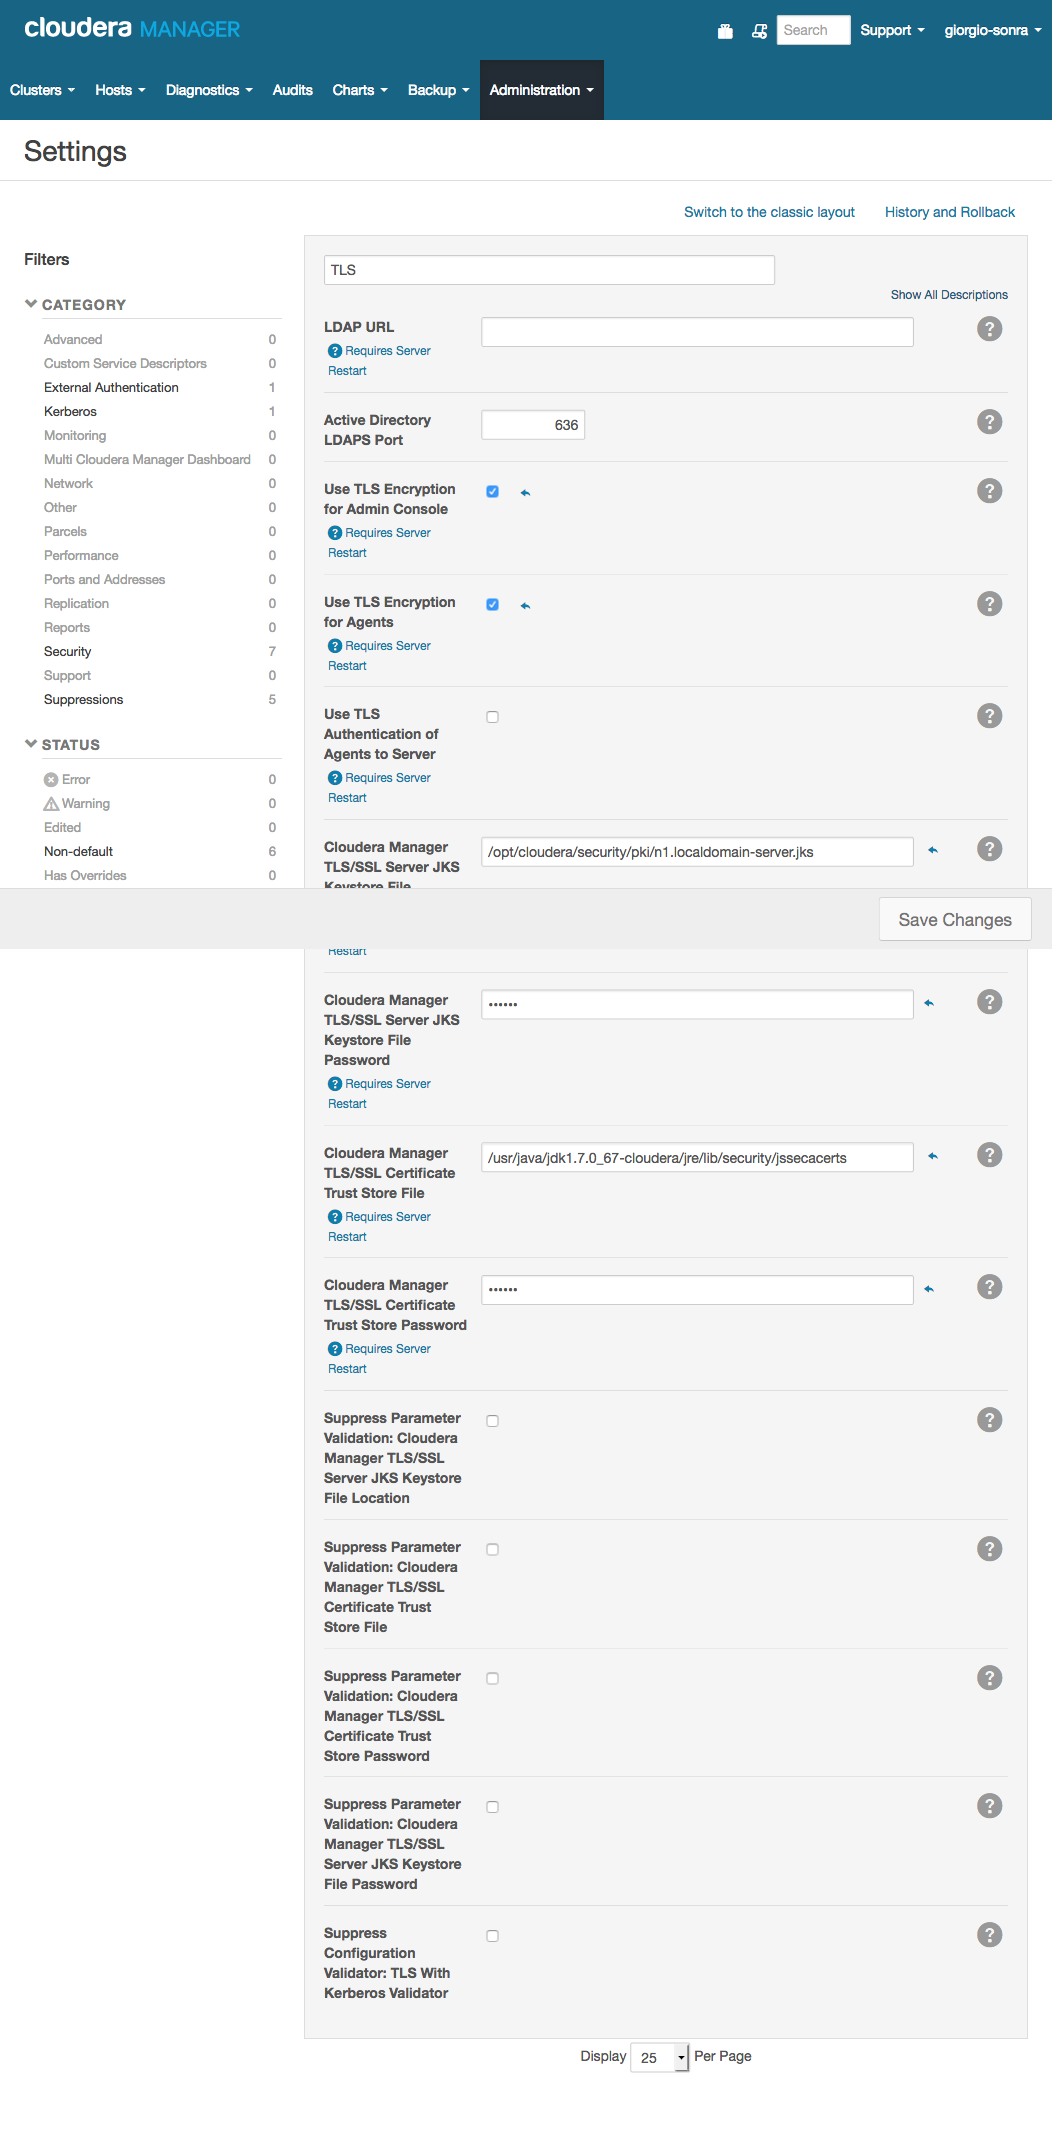 cloudera MANAGER
Search
Support
giorgio-sonra
Clusters
Hosts
Diagnostics
Audits
Charts
Backup
Administration
Settings
Switch to the classic layout
History and Rollback
Filters
CATEGORY
Advanced 0
Custom Service Descriptors 0
External Authentication 1
Kerberos 1
Monitoring 0
Multi Cloudera Manager Dashboard 0
Network 0
Other 0
Parcels 0
Performance 0
Ports and Addresses 0
Replication 0
Reports 0
Security 7
Support 0
Suppressions 5
STATUS
Error 0
Warning 0
Edited 0
Non-default 6
Has Overrides 0
TLS
Show All Descriptions
LDAP URL
? Requires Server
Restart
?
Active Directory
LDAPS Port
636
?
Use TLS Encryption
for Admin Console
? Requires Server
Restart
?
Use TLS Encryption
for Agents
? Requires Server
Restart
?
Use TLS
Authentication of
Agents to Server
? Requires Server
Restart
?
Cloudera Manager
TLS/SSL Server JKS
Keystore File
/opt/cloudera/security/pki/n1.localdomain-server.jks
?
Save Changes
Restart
Cloudera Manager
TLS/SSL Server JKS
Keystore File
Password
? Requires Server
Restart
••••••
?
Cloudera Manager
TLS/SSL Certificate
Trust Store File
? Requires Server
Restart
/usr/java/jdk1.7.0_67-cloudera/jre/lib/security/jssecacerts
?
Cloudera Manager
TLS/SSL Certificate
Trust Store Password
? Requires Server
Restart
••••••
?
Suppress Parameter
Validation: Cloudera
Manager TLS/SSL
Server JKS Keystore
File Location
?
Suppress Parameter
Validation: Cloudera
Manager TLS/SSL
Certificate Trust
Store File
?
Suppress Parameter
Validation: Cloudera
Manager TLS/SSL
Certificate Trust
Store Password
?
Suppress Parameter
Validation: Cloudera
Manager TLS/SSL
Server JKS Keystore
File Password
?
Suppress
Configuration
Validator: TLS With
Kerberos Validator
?
Display 25 Per Page